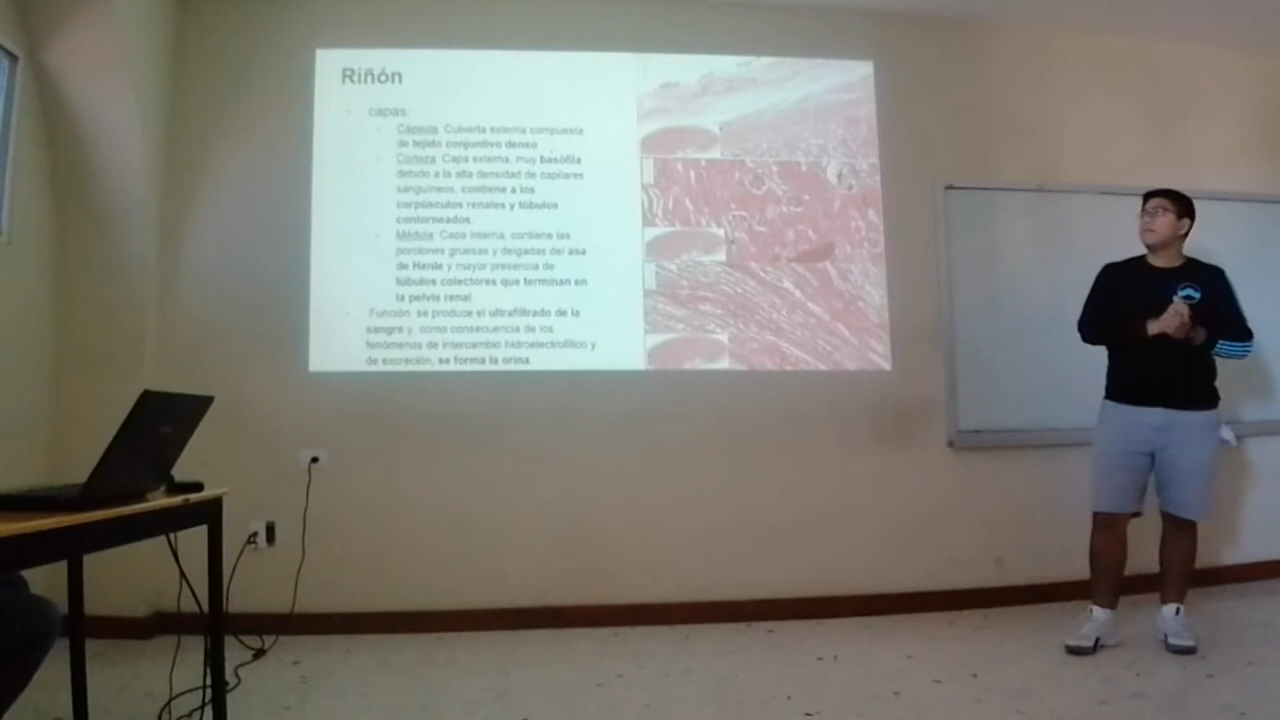 Riñón
capas:
Cápsula: Cubierta externa compuesta
de tejido conjuntivo denso
Corteza: Capa externa, muy basófila
debido a la alta densidad de capilares
sanguíneos, contiene a los
corpúsculos renales y túbulos
contorneados.
Médula: Capa interna, contiene las
porciones gruesas y delgadas del asa
de Henle y mayor presencia de
túbulos colectores que terminan en
la pelvis renal
Función: se produce el ultrafiltrado de la
sangre y, como consecuencia de los
fenómenos de intercambio hidroelectrolítico y
de excreción, se forma la orina.